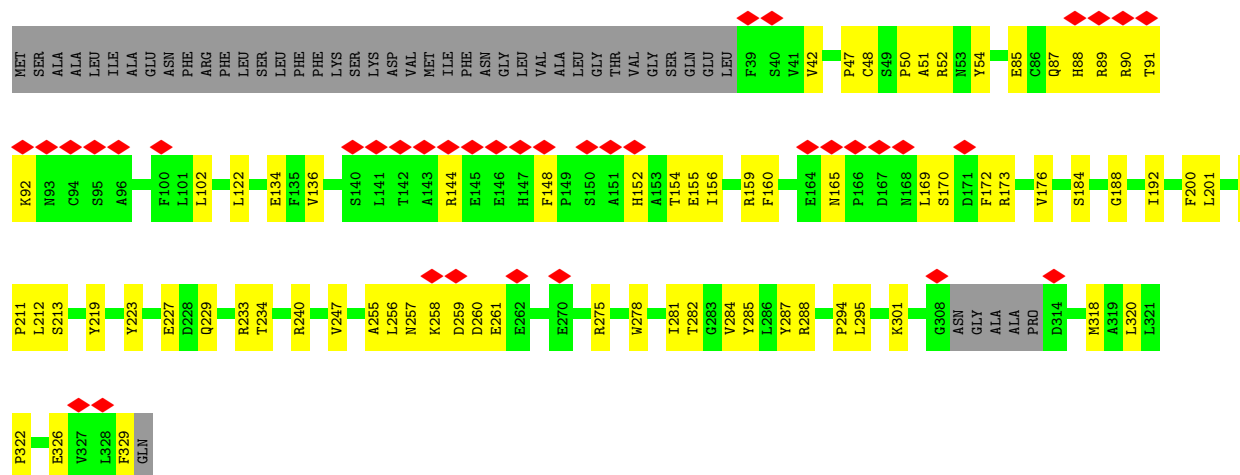 MET SER ALA ALA LEU ILE ALA GLU ASN PHE ARG PHE LEU SER LEU PHE PHE LYS SER LYS ASP VAL MET ILE PHE ASN GLY LEU VAL ALA LEU GLY THR VAL GLY SER GLN GLU LEU F39 S40 V41 V42 P47 C48 S49 P50 A51 R52 N53 Y54 E85 C86 Q87 H88 R89 R90 T91
K92 N93 C94 S95 A96 F100 L101 L102 L122 E134 F135 V136 S140 L141 T142 A143 R144 E145 E146 H147 F148 P149 S150 A151 H152 A153 T154 E155 I156 R159 F160 E164 N165 P166 D167 N168 L169 S170 D171 F172 R173 V176 S184 G188 I192 F200 L201
P211 L212 S213 Y219 Y223 E227 D228 Q229 R233 T234 R240 V247 A255 L256 N257 K258 D259 D260 E261 E262 E270 R275 W278 I281 T282 G283 V284 Y285 L286 Y287 R288 P294 L295 K301 G308 ASN GLY ALA ALA PRO D314 M318 A319 L320 L321
P322 E326 V327 L328 F329 GLN